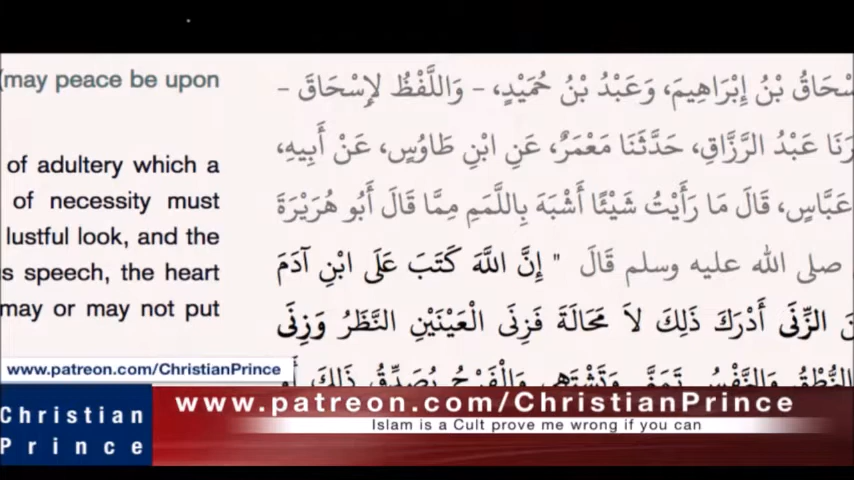 (may peace be upon
of adultery which a
of necessity must
lustful look, and the
speech, the heart
may or may not put
بْنُ إِبْرَاهِيمَ، وَعَبْدُ بْنُ حُمَيْدٍ، - وَاللَّفْظُ لإِسْحَاقَ -
عَبْدُ الرَّزَّاقِ، حَدَّثَنَا مَعْمَرٌ، عَنِ ابْنِ طَاوُسٍ، عَنْ أَبِيهِ،
عَبَّاسٍ، قَالَ مَا رَأَيْتُ شَيْئًا أَشْبَهَ بِاللَّمَمِ مِمَّا قَالَ أَبُو هُرَيْرَةَ
صلى الله عليه وسلم قَالَ " إِنَّ اللَّهَ كَتَبَ عَلَى ابْنِ آدَمَ
الزِّنَى أَدْرَكَ ذَلِكَ لاَ مَحَالَةَ فَزِنَى الْعَيْنَيْنِ النَّظَرُ وَزِنَى
النُّطْقُ وَالنَّفْسُ تَمَنَّى وَتَشْتَهِي وَالْفَرْجُ يُصَدِّقُ ذَلِكَ أَوْ
www.patreon.com/ChristianPrince
Christian
Prince
www.patreon.com/ChristianPrince
Islam is a Cult prove me wrong if you can